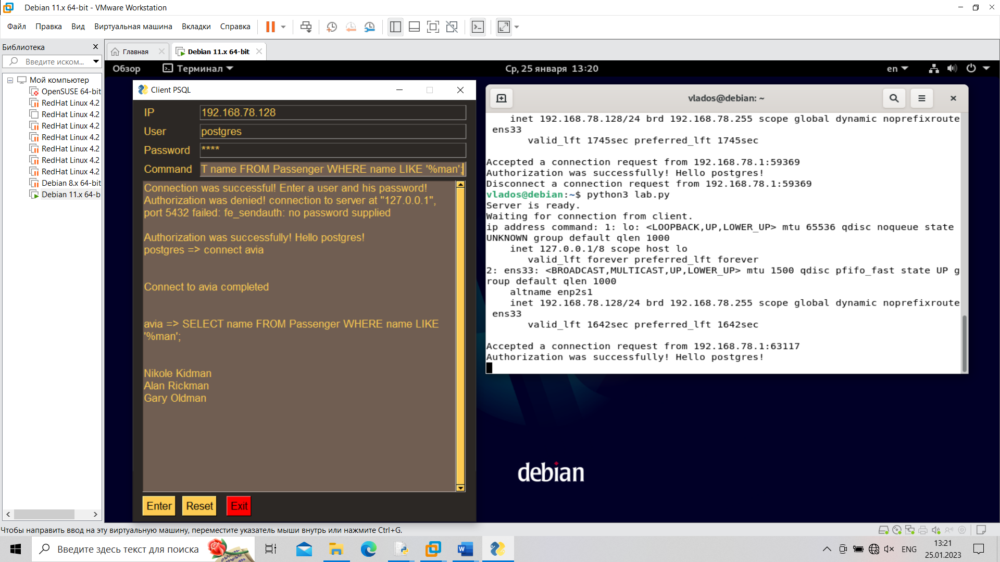 Debian 11.x 64-bit - VMware Workstation
Файл Правка Вид Виртуальная машина Вкладки Справка
Библиотека
Введите иском...
Мой компьютер
OpenSUSE 64-bit
RedHat Linux 4.2
RedHat Linux 4.2
RedHat Linux 4.2
RedHat Linux 4.2
RedHat Linux 4.2
RedHat Linux 4.2
RedHat Linux 4.2
Debian 8.x 64-bit
Debian 11.x 64-b
Главная
Debian 11.x 64-bit
Обзор Терминал Ср, 25 января 13:20 en
Client PSQL
IP 192.168.78.128
User postgres
Password ****
Command T name FROM Passenger WHERE name LIKE '%man';
Connection was successful! Enter a user and his password!
Authorization was denied! connection to server at "127.0.0.1",
port 5432 failed: fe_sendauth: no password supplied
Authorization was successfully! Hello postgres!
postgres => connect avia
Connect to avia completed
avia => SELECT name FROM Passenger WHERE name LIKE
'%man';
Nikole Kidman
Alan Rickman
Gary Oldman
Enter Reset Exit
vlados@debian: ~
inet 192.168.78.128/24 brd 192.168.78.255 scope global dynamic noprefixroute
ens33
valid_lft 1745sec preferred_lft 1745sec
Accepted a connection request from 192.168.78.1:59369
Authorization was successfully! Hello postgres!
Disconnect a connection request from 192.168.78.1:59369
vlados@debian:~$ python3 lab.py
Server is ready.
Waiting for connection from client.
ip address command: 1: lo: <LOOPBACK,UP,LOWER_UP> mtu 65536 qdisc noqueue state
UNKNOWN group default qlen 1000
inet 127.0.0.1/8 scope host lo
valid_lft forever preferred_lft forever
2: ens33: <BROADCAST,MULTICAST,UP,LOWER_UP> mtu 1500 qdisc pfifo_fast state UP g
roup default qlen 1000
altname enp2s1
inet 192.168.78.128/24 brd 192.168.78.255 scope global dynamic noprefixroute
ens33
valid_lft 1642sec preferred_lft 1642sec
Accepted a connection request from 192.168.78.1:63117
Authorization was successfully! Hello postgres!
debian
Чтобы направить ввод на эту виртуальную машину, переместите указатель мыши внутрь или нажмите Ctrl+G.
Введите здесь текст для поиска
ENG
13:21
25.01.2023